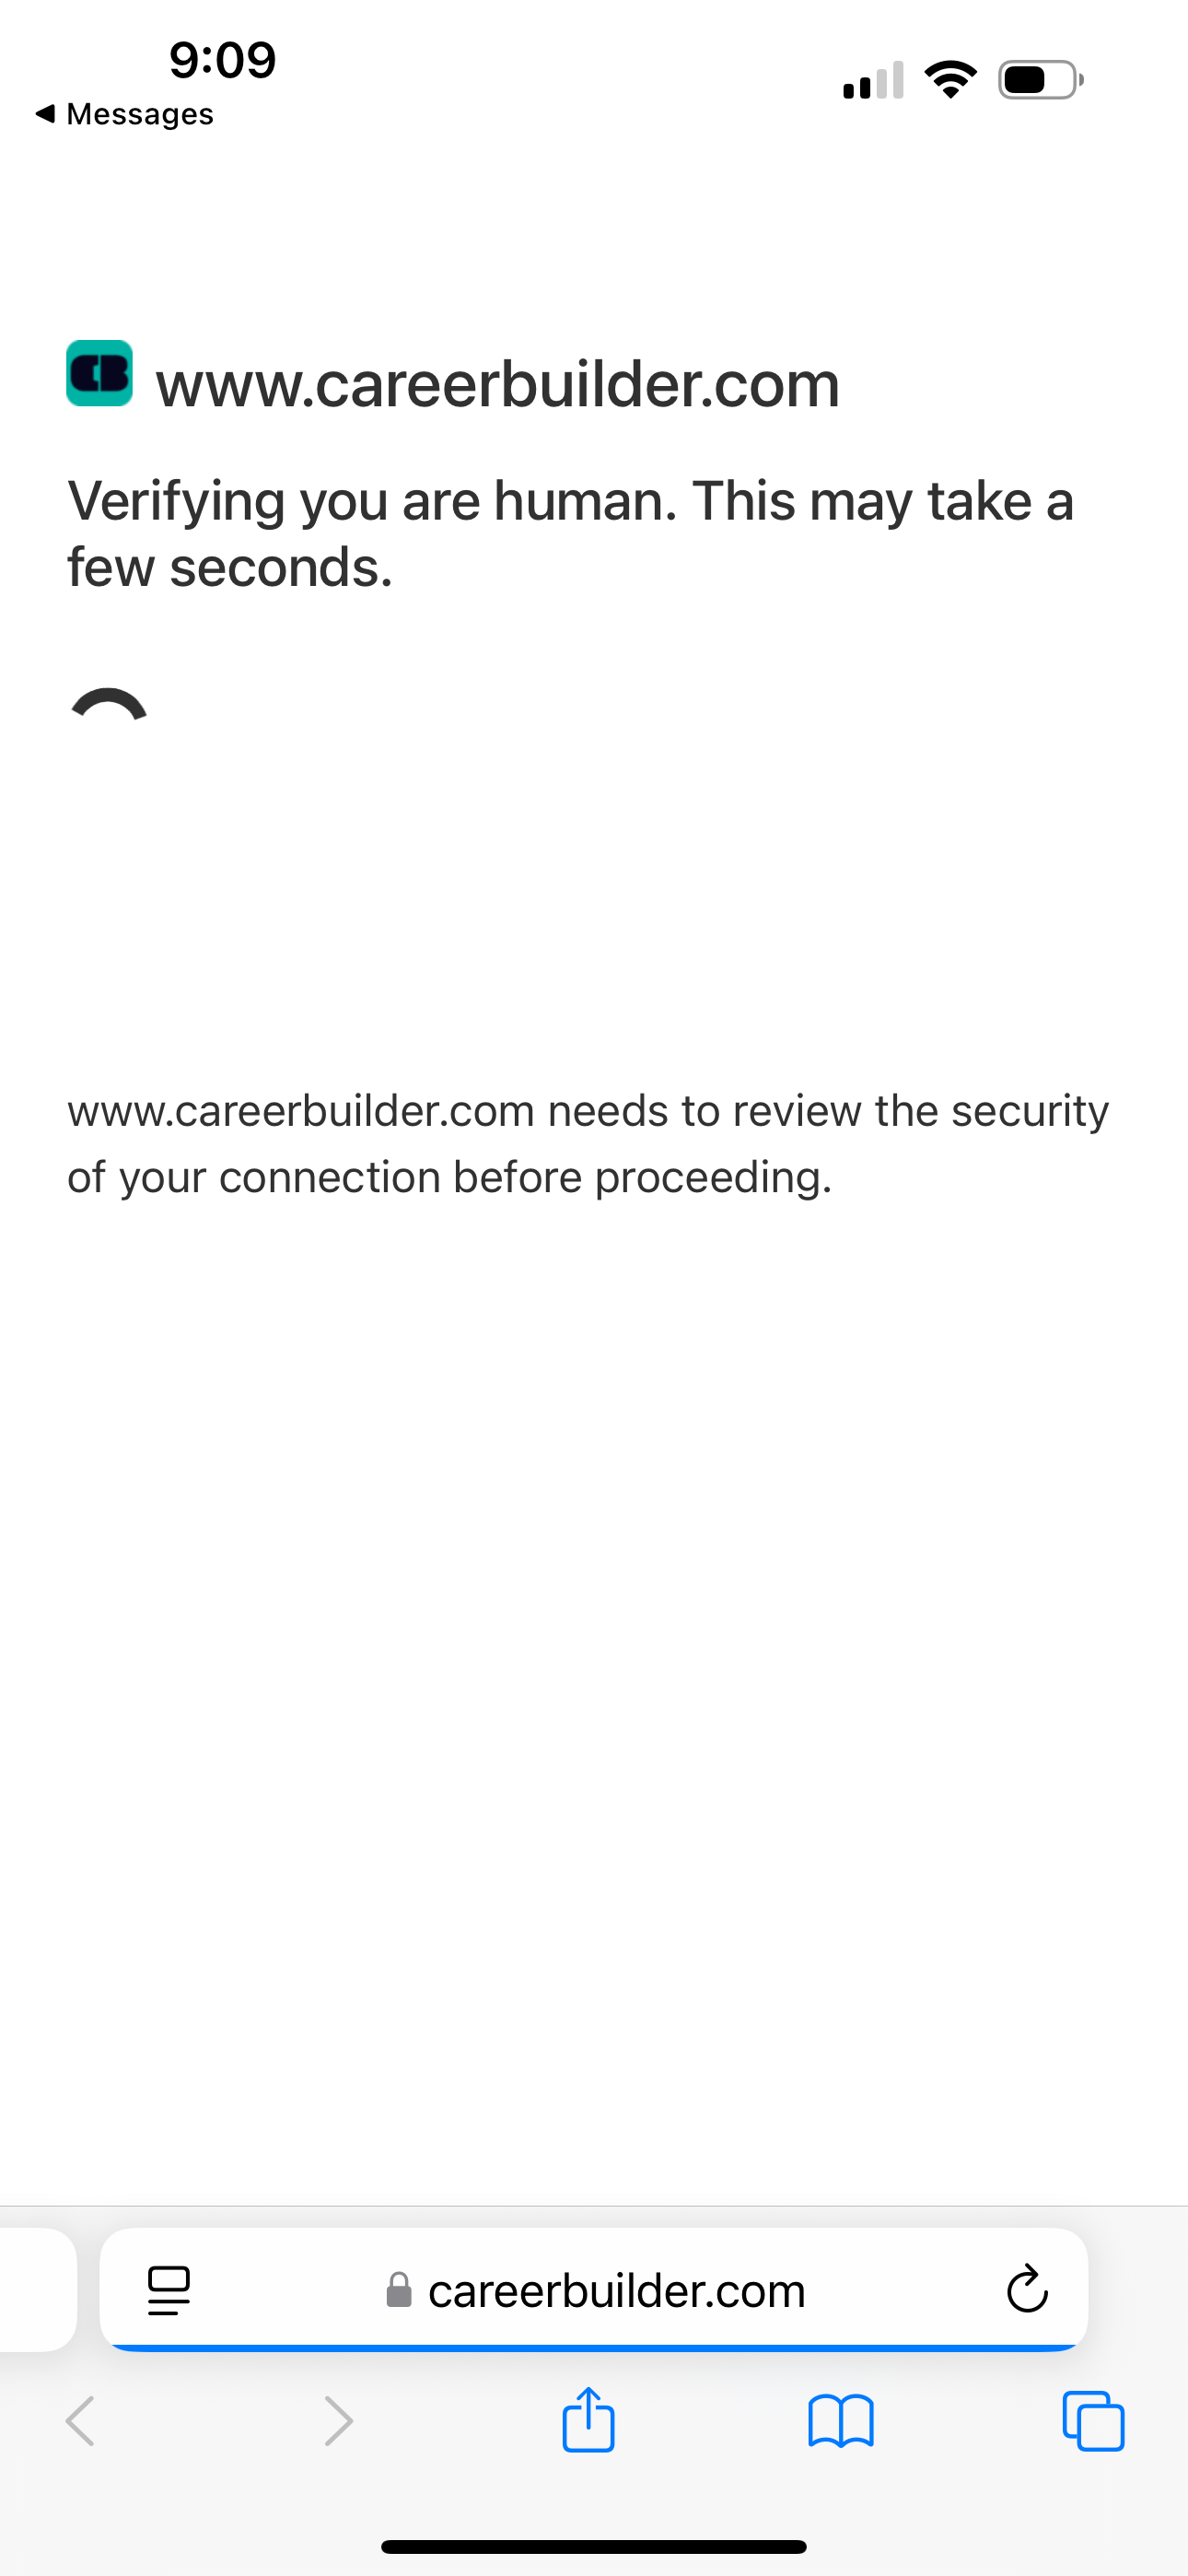 9:09
Messages
CB www.careerbuilder.com
Verifying you are human. This may take a
few seconds.
www.careerbuilder.com needs to review the security
of your connection before proceeding.
careerbuilder.com